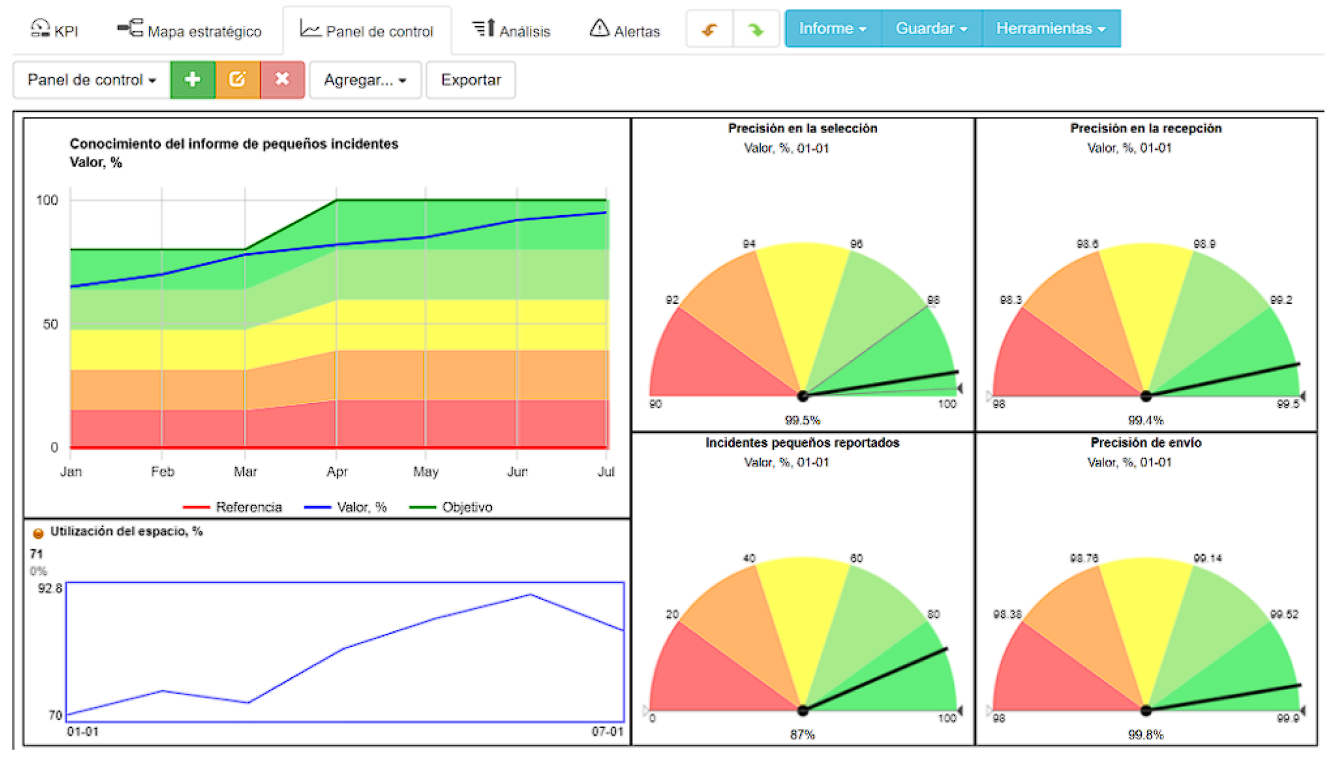 KPI
Mapa estratégico
Panel de control
Análisis
Alertas
Informe
Guardar
Herramientas
Panel de control
Agregar...
Exportar
Conocimiento del informe de pequeños incidentes
Valor, %
100
50
0
Jan Feb Mar Apr May Jun Jul
Referencia Valor, % Objetivo
Utilización del espacio, %
71
0%
92.8
70
01-01 07-01
Precisión en la selección
Valor, %, 01-01
94 96
92 98
90 100
99.5%
Precisión en la recepción
Valor, %, 01-01
98.6 98.9
98.3 99.2
98 99.5
99.4%
Incidentes pequeños reportados
Valor, %, 01-01
40 60
20 80
0 100
87%
Precisión de envío
Valor, %, 01-01
98.76 99.14
98.38 99.52
98 99.9
99.8%